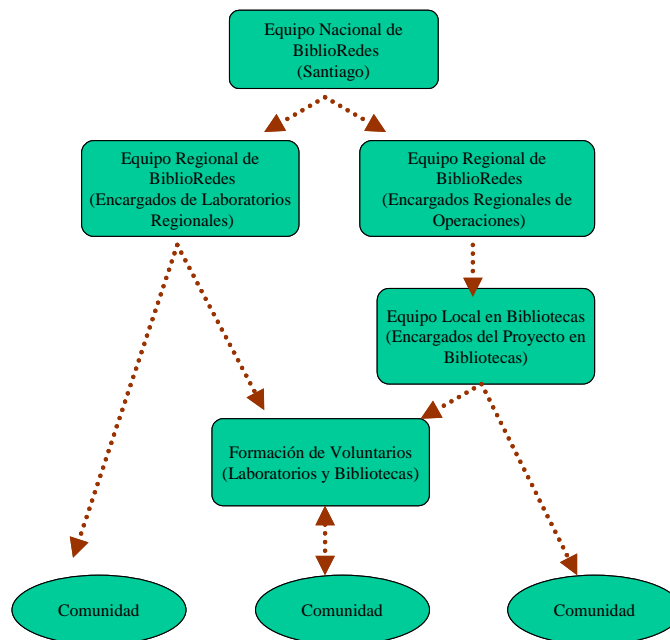 Equipo Nacional de
BiblioRedes
(Santiago)
Equipo Regional de
BiblioRedes
(Encargados de Laboratorios
Regionales)
Equipo Regional de
BiblioRedes
(Encargados Regionales de
Operaciones)
Equipo Local en Bibliotecas
(Encargados del Proyecto en
Bibliotecas)
Formación de Voluntarios
(Laboratorios y Bibliotecas)
Comunidad
Comunidad
Comunidad